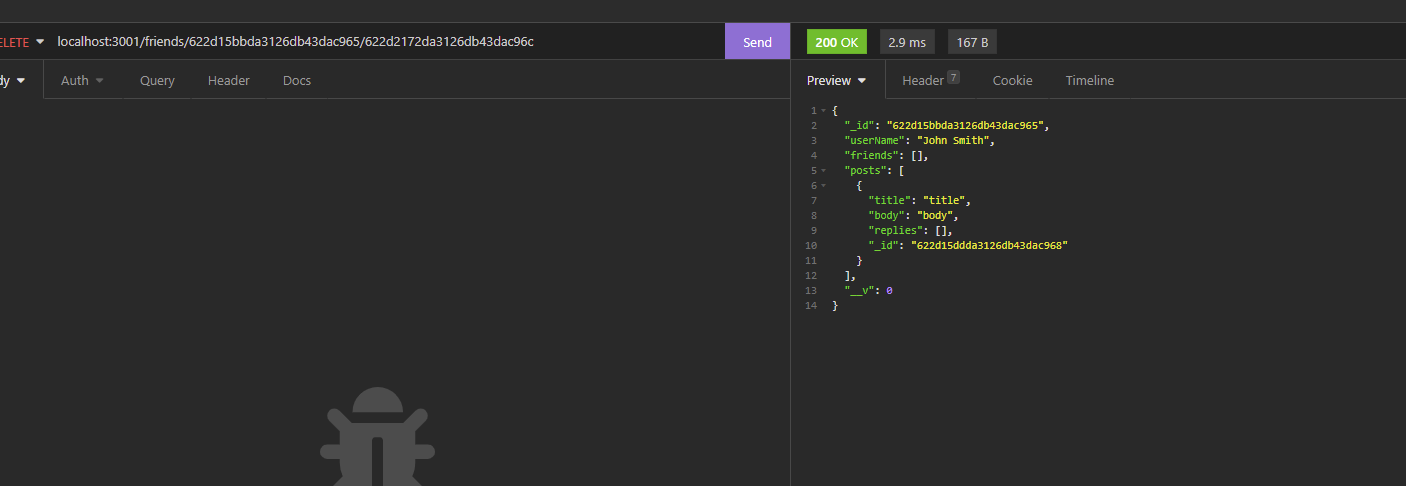 ELETE localhost:3001/friends/622d15bbda3126db43dac965/622d2172da3126db43dac96c Send 200 OK 2.9 ms 167 B
dy Auth Query Header Docs Preview Header 7 Cookie Timeline
1 {
2 "_id": "622d15bbda3126db43dac965",
3 "userName": "John Smith",
4 "friends": [],
5 "posts": [
6 {
7 "title": "title",
8 "body": "body",
9 "replies": [],
10 "_id": "622d15ddda3126db43dac968"
11 }
12 ],
13 "__v": 0
14 }